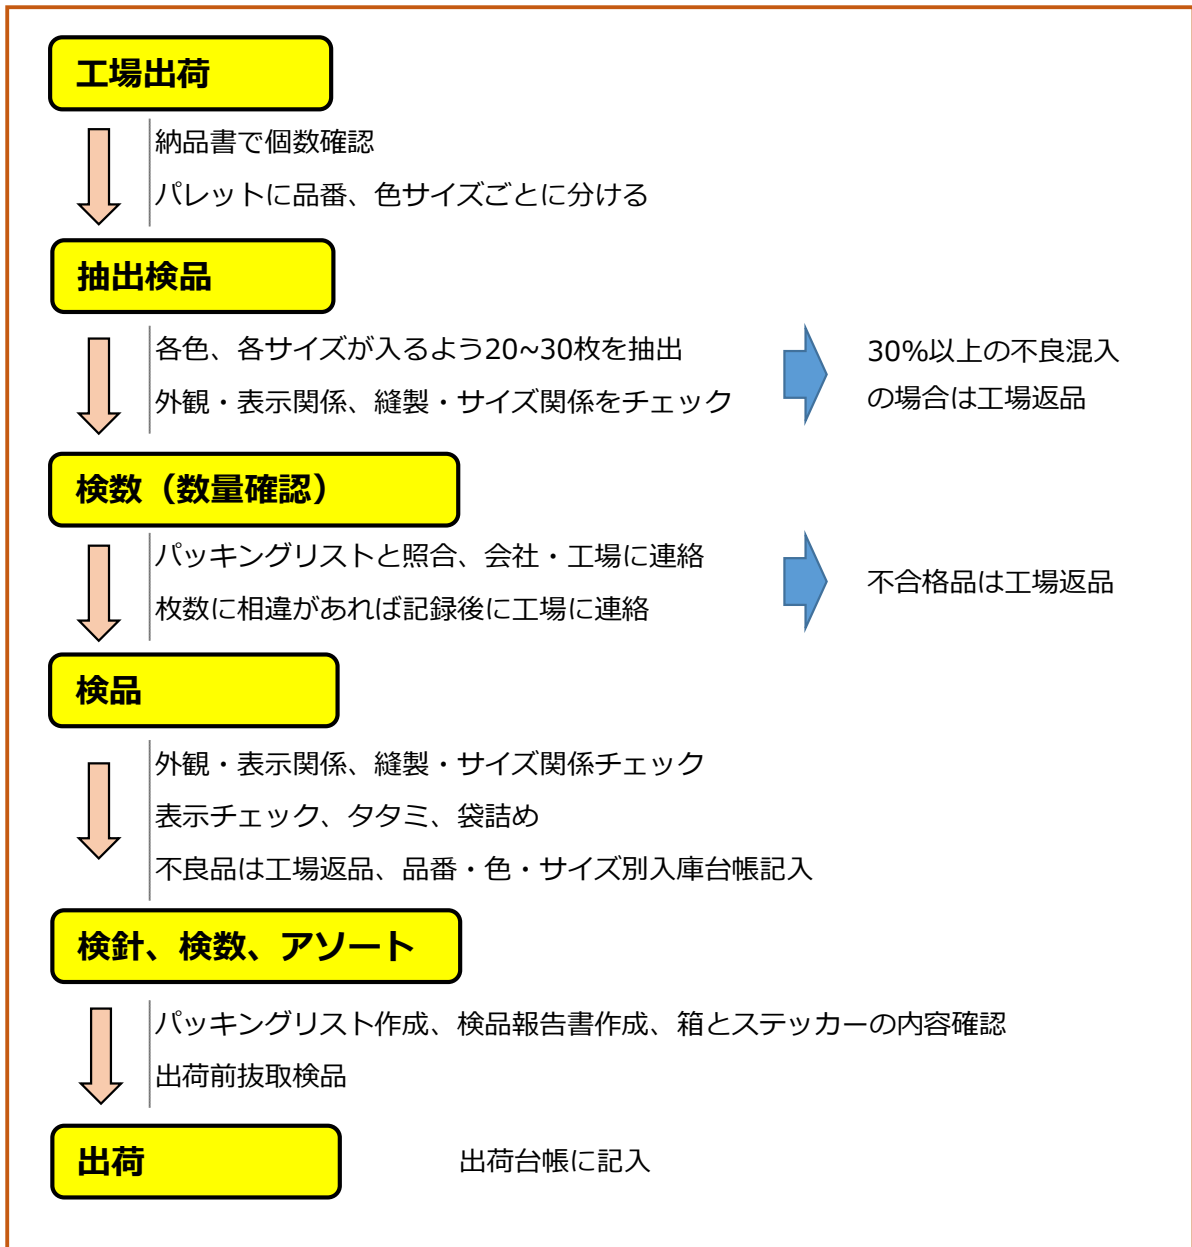 工場出荷
納品書で個数確認
パレットに品番、色サイズごとに分ける
抽出検品
各色、各サイズが入るよう20~30枚を抽出
外観・表示関係、縫製・サイズ関係をチェック
30%以上の不良混入
の場合は工場返品
検数（数量確認）
パッキングリストと照合、会社・工場に連絡
枚数に相違があれば記録後に工場に連絡
不合格品は工場返品
検品
外観・表示関係、縫製・サイズ関係チェック
表示チェック、タタミ、袋詰め
不良品は工場返品、品番・色・サイズ別入庫台帳記入
検針、検数、アソート
パッキングリスト作成、検品報告書作成、箱とステッカーの内容確認
出荷前抜取検品
出荷
出荷台帳に記入